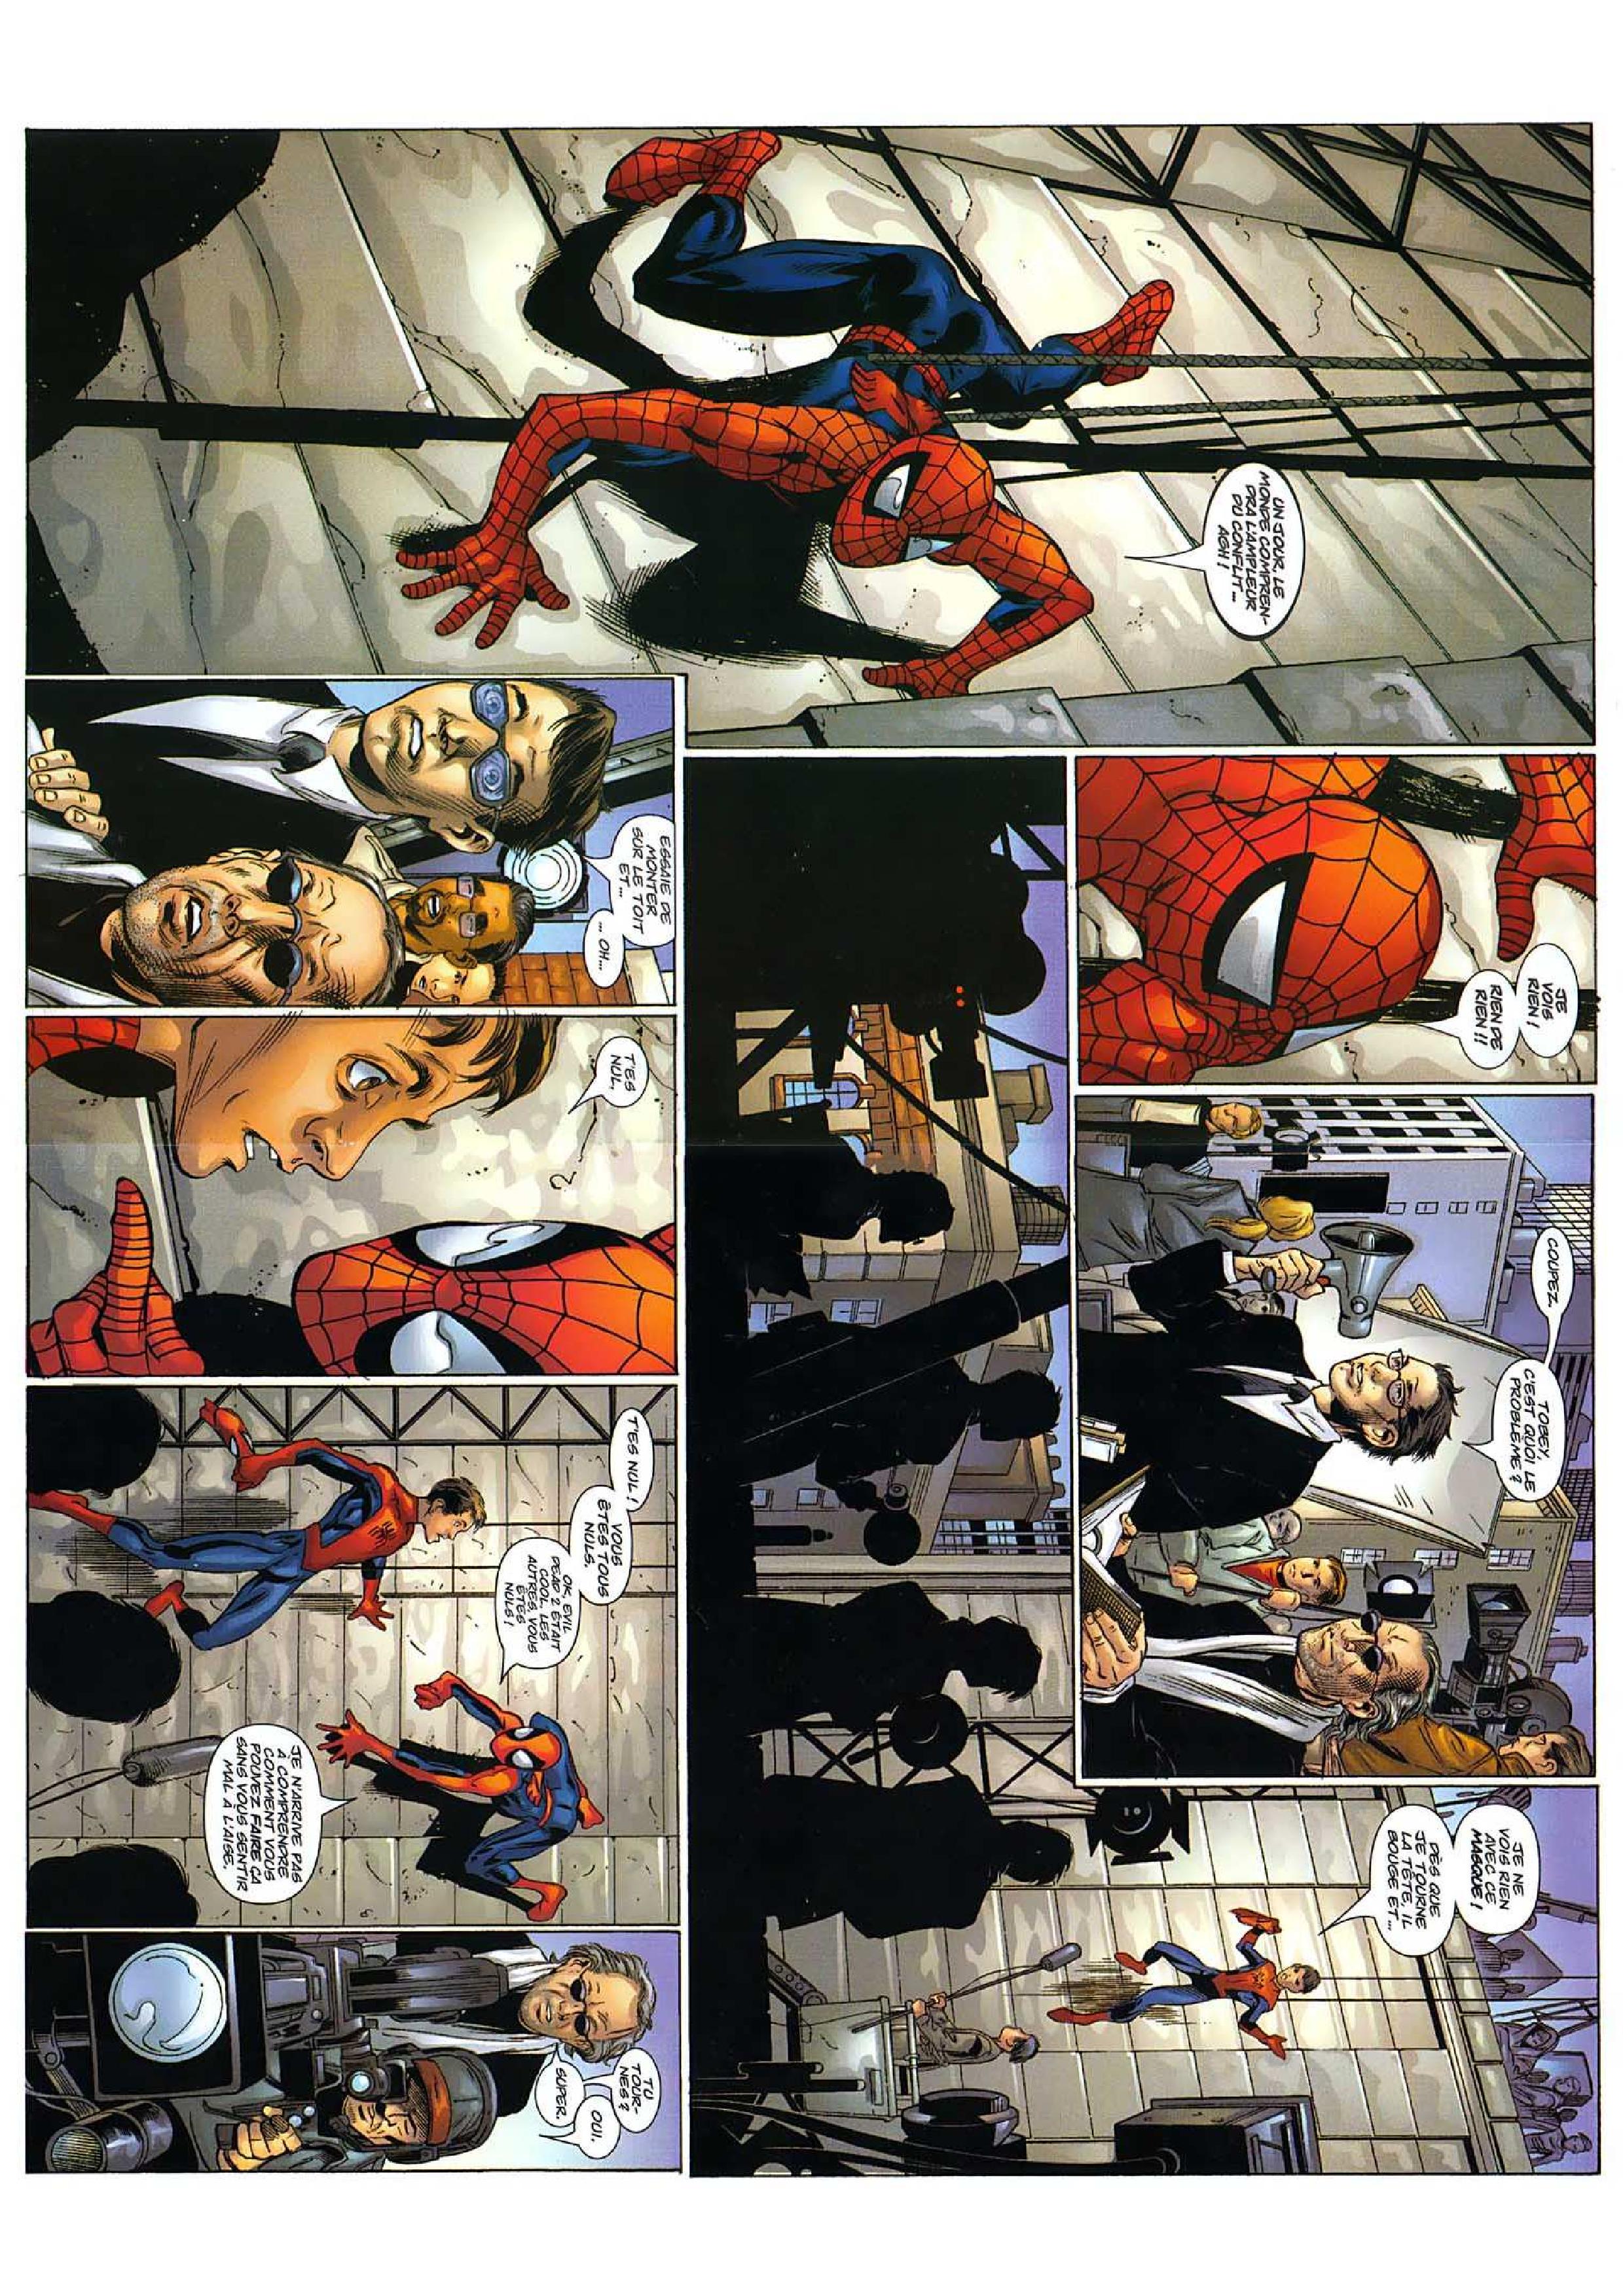 UN JOUR, LE
MONDE COMPREN-
DRA L'AMPLEUR
DU CONFLIT...
AGH !
JE
VOIS
RIEN !
RIEN DE
RIEN !!
COUPEZ.
TOBEY,
C'EST QUOI LE
PROBLÈME ?
JE NE
VOIS RIEN
AVEC CE
MASQUE !
DÈS QUE
JE TOURNE
LA TÊTE, IL
BOUGE ET...
ESSAIE DE
MONTER
SUR LE TOIT
ET...
... OH...
T'ES
NUL.
T'ES NUL !
VOUS
ÊTES TOUS
NULS.
OK, EVIL
DEAD 2 ÉTAIT
COOL. LES
AUTRES, VOUS
ÊTES
NULS !
JE N'ARRIVE PAS
À COMPRENDRE
COMMENT VOUS
POUVEZ FAIRE ÇA
SANS VOUS SENTIR
MAL À L'AISE.
TU
TOUR-
NES ?
OUI.
SUPER.